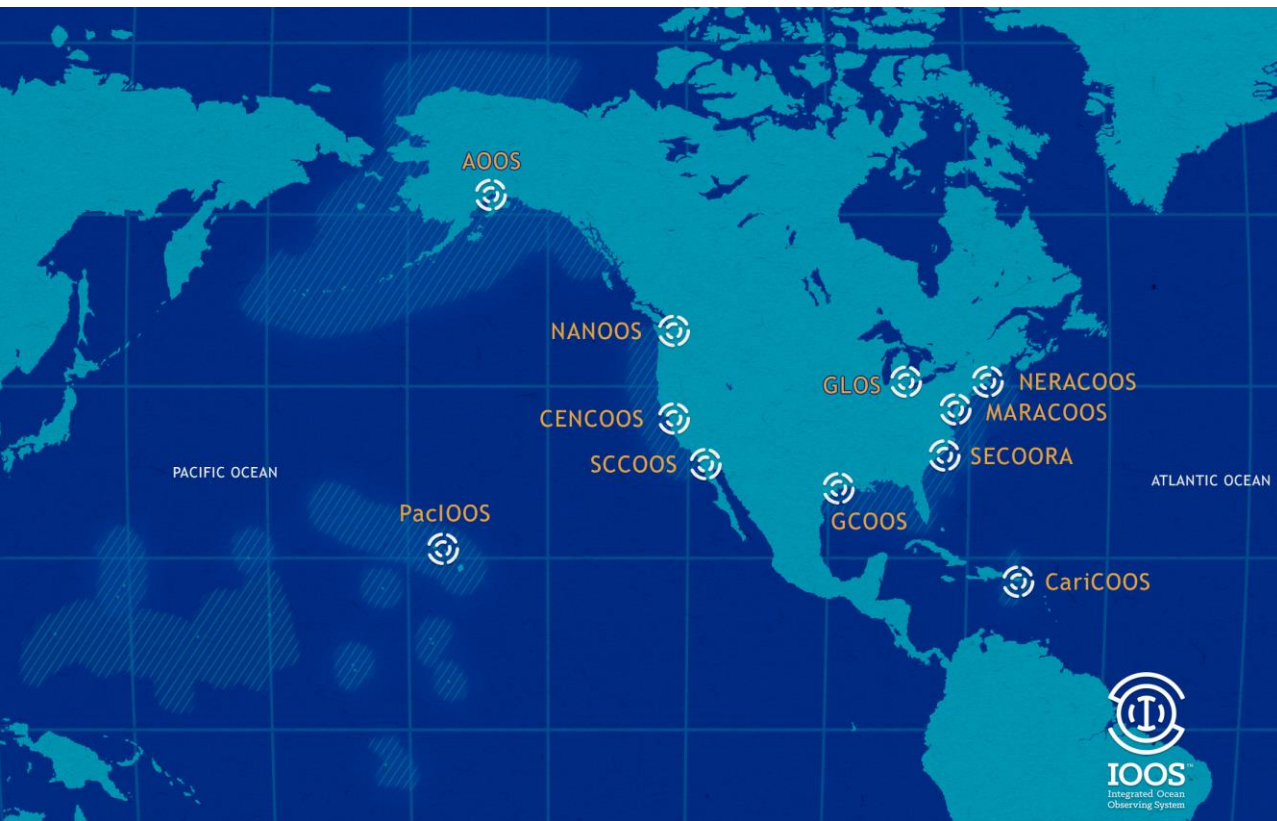 AOOS
NANOOS
GLOS
NERACOOS
CENCOOS
MARACOOS
SCCOOS
SECOORA
PACIFIC OCEAN
ATLANTIC OCEAN
PacIOOS
GCOOS
CariCOOS
IOOS™
Integrated Ocean
Observing System